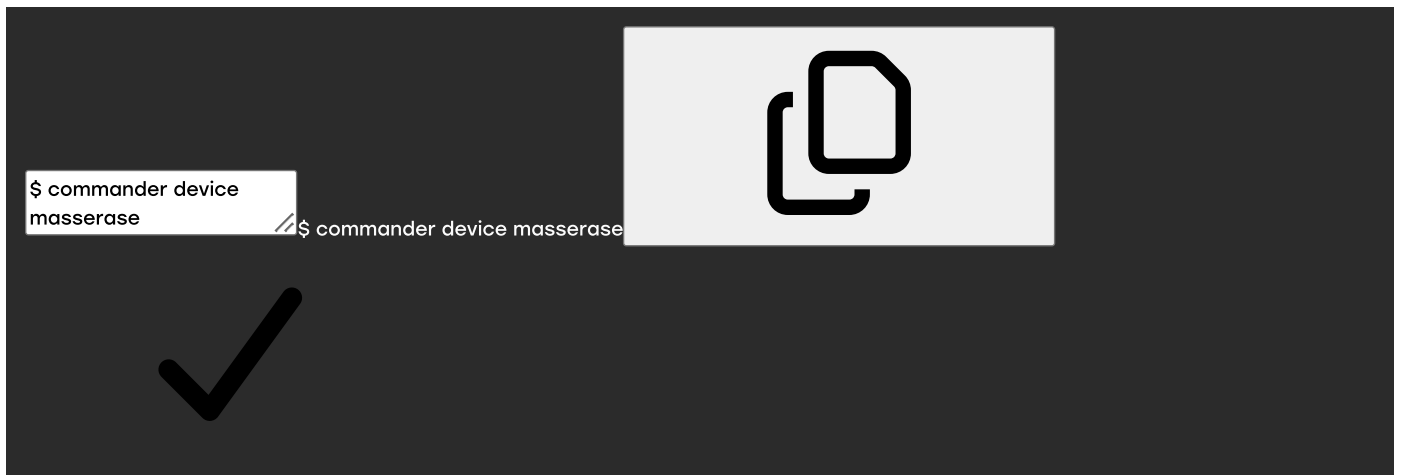 $ commander device
masserase
$ commander device masserase